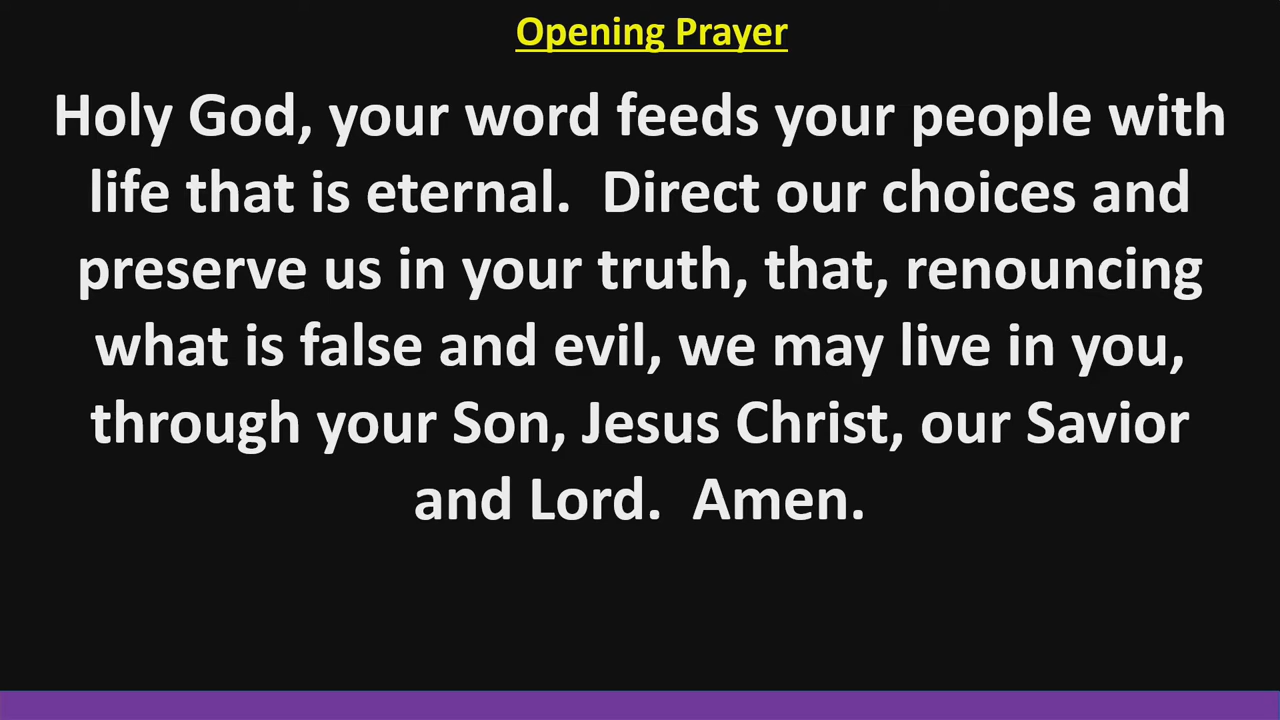 Opening Prayer
Holy God, your word feeds your people with
life that is eternal.  Direct our choices and
preserve us in your truth, that, renouncing
what is false and evil, we may live in you,
through your Son, Jesus Christ, our Savior
and Lord.  Amen.